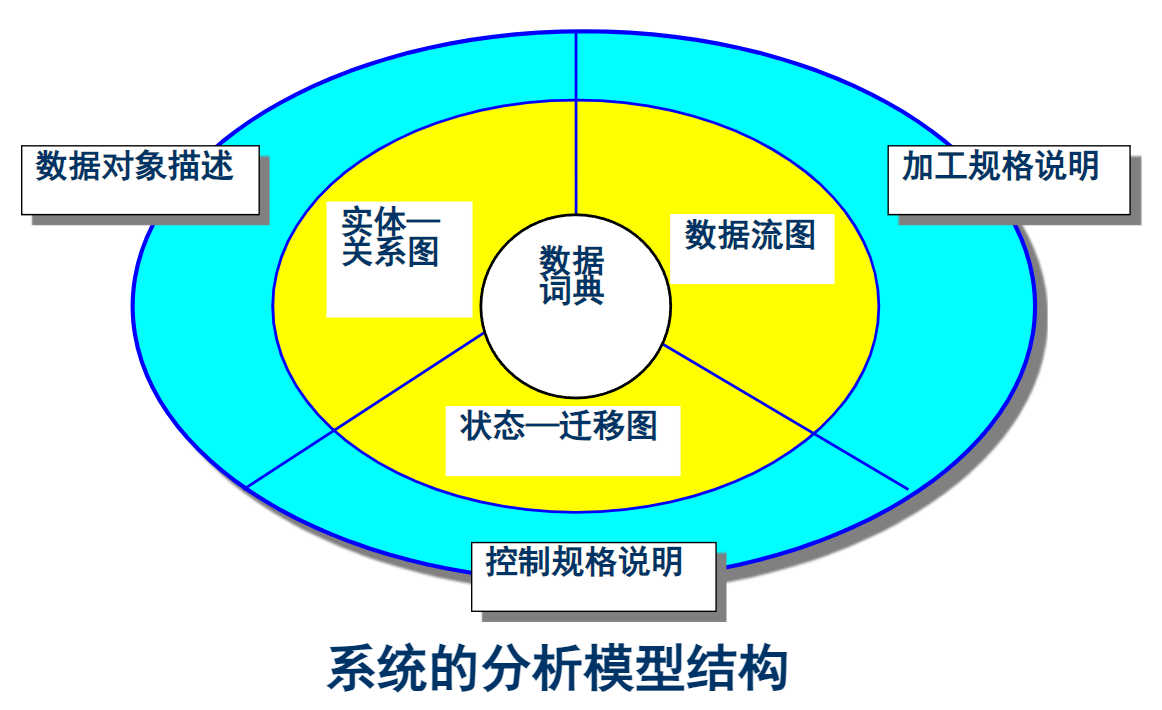 数据对象描述
加工规格说明
实体—
关系图
数据流图
数据
词典
状态—迁移图
控制规格说明
系统的分析模型结构